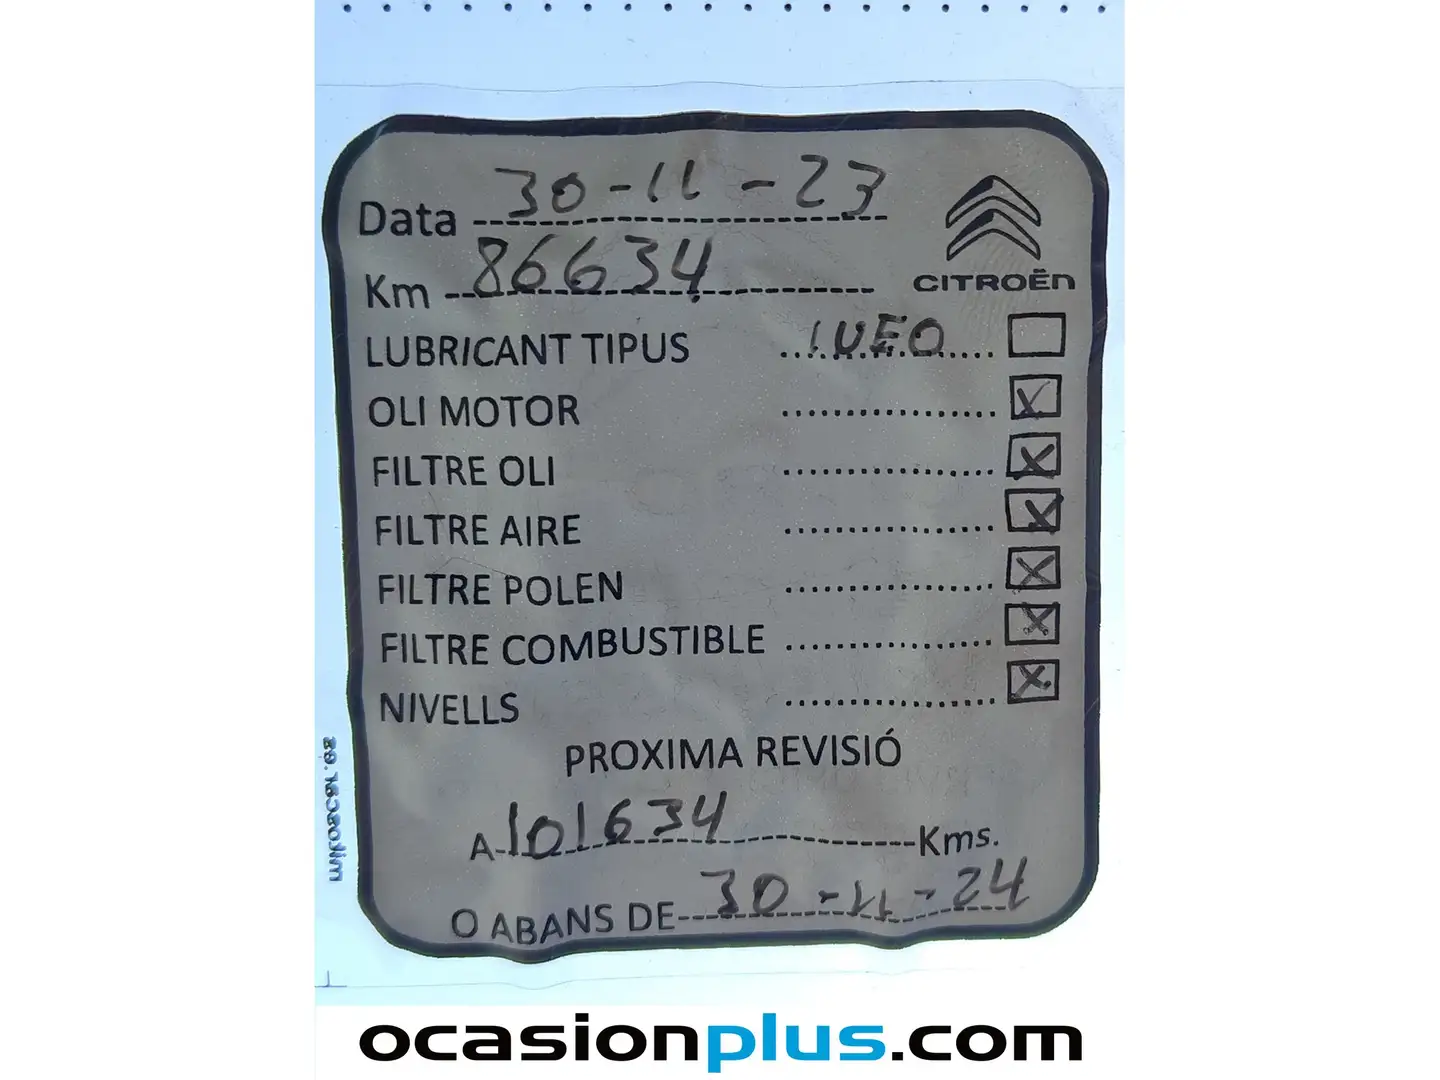 Data 30-11-23
Km 86634
CITROËN
LUBRICANT TIPUS INEO
OLI MOTOR
FILTRE OLI
FILTRE AIRE
FILTRE POLEN
FILTRE COMBUSTIBLE
NIVELLS
PROXIMA REVISIÓ
A 101634 Kms.
O ABANS DE 30-11-24
ocasionplus.com